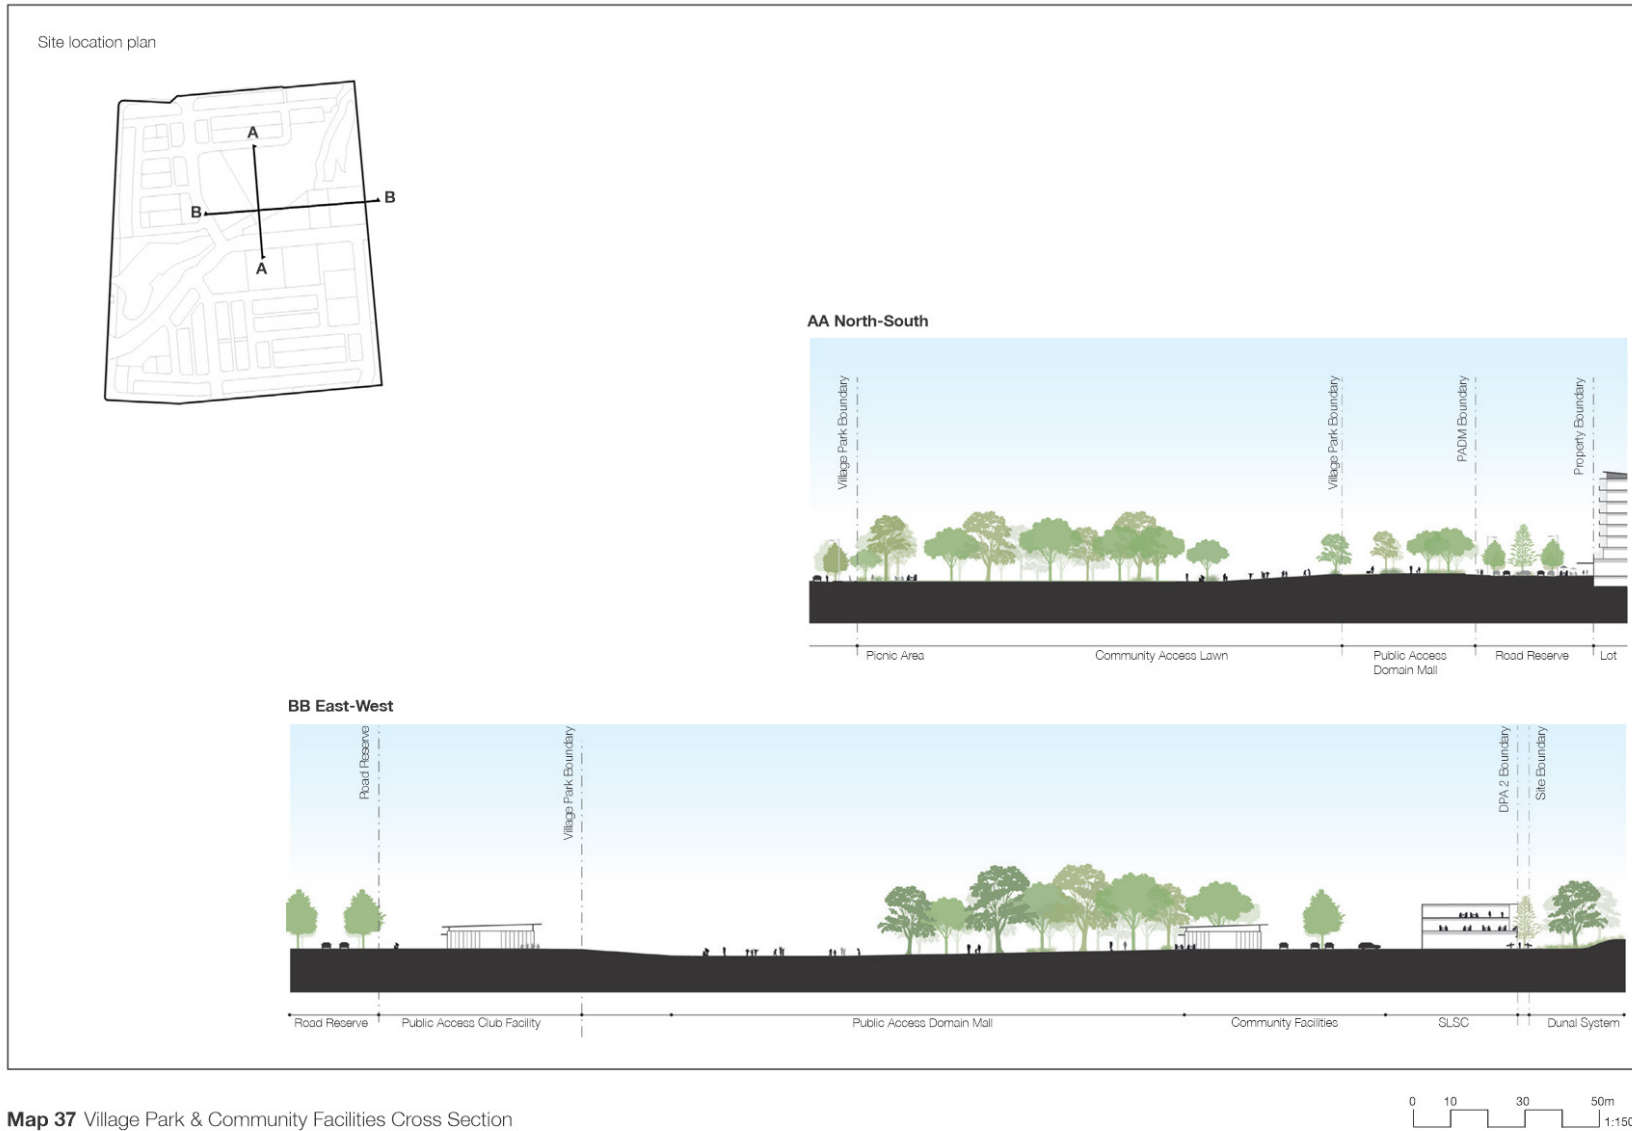 Site location plan
A
B
B
A
AA North-South
Village Park Boundary
Village Park Boundary
PADM Boundary
Property Boundary
Picnic Area
Community Access Lawn
Public Access
Domain Mall
Road Reserve
Lot
BB East-West
Road Reserve
Village Park Boundary
DPA 2 Boundary
Site Boundary
Road Reserve
Public Access Club Facility
Public Access Domain Mall
Community Facilities
SLSC
Dunal System
Map 37 Village Park & Community Facilities Cross Section
0 10 30 50m
1:150